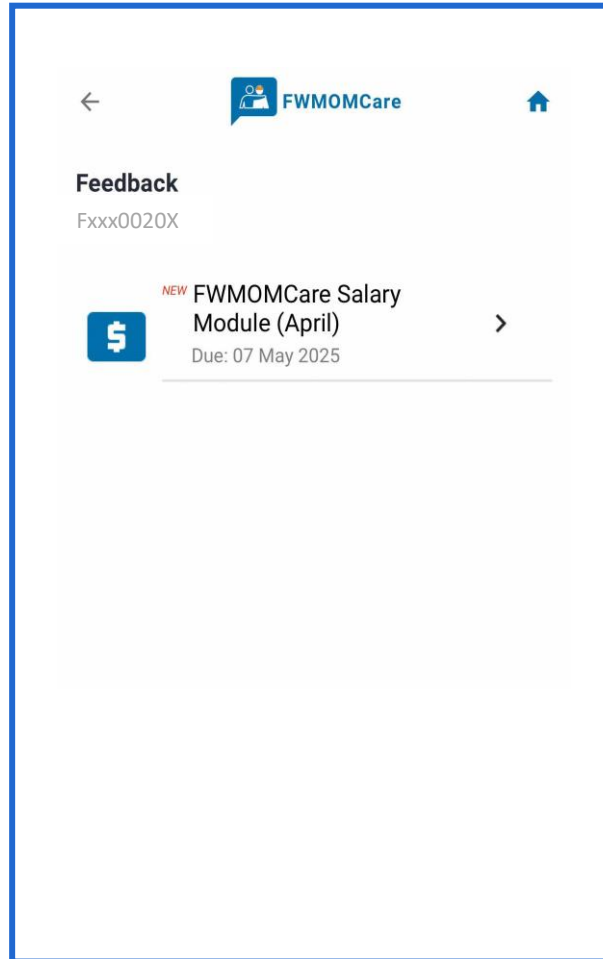 FWMOMCare
Feedback
Fxxx0020X
NEW FWMOMCare Salary
Module (April)
Due: 07 May 2025